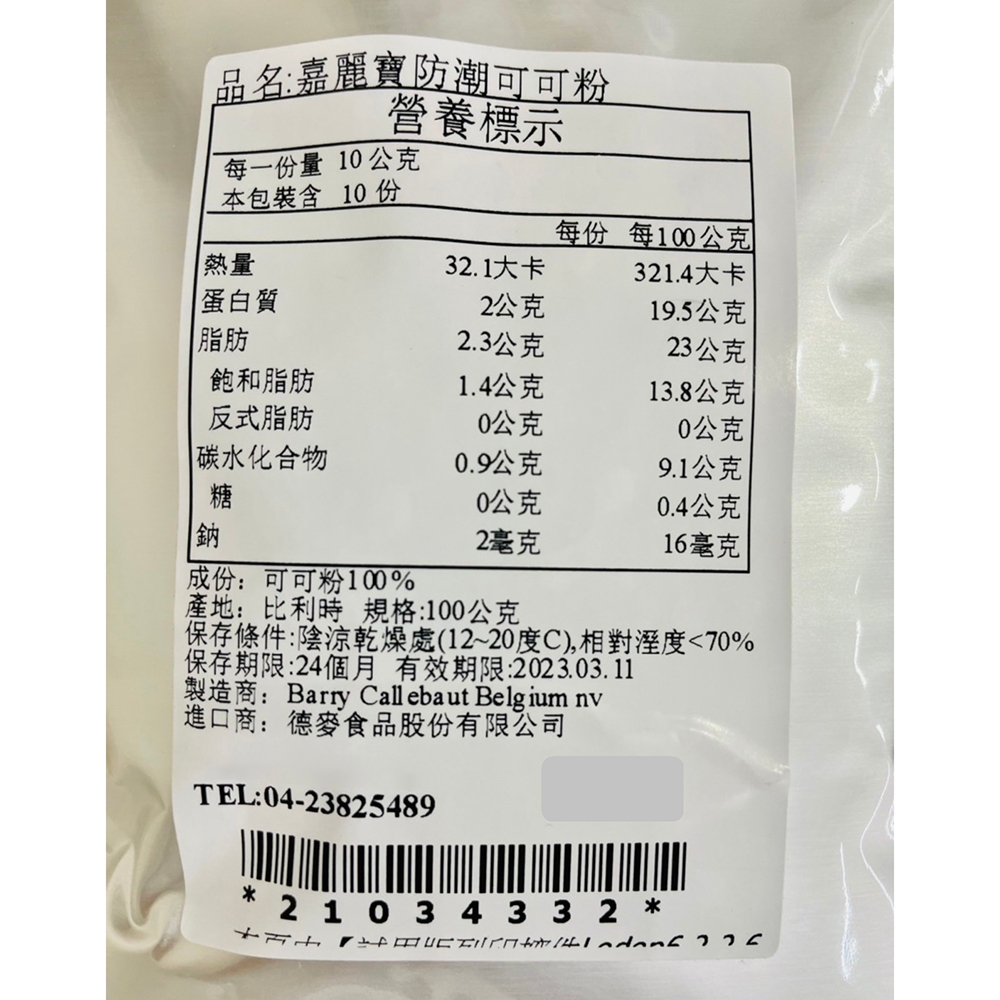 品名:嘉麗寶防潮可可粉
營養標示
每一份量 10公克
本包裝含 10份
每份 每100公克
熱量 32.1大卡 321.4大卡
蛋白質 2公克 19.5公克
脂肪 2.3公克 23公克
飽和脂肪 1.4公克 13.8公克
反式脂肪 0公克 0公克
碳水化合物 0.9公克 9.1公克
糖 0公克 0.4公克
鈉 2毫克 16毫克
成份：可可粉100%
產地：比利時 規格:100公克
保存條件:陰涼乾燥處(12~20度C),相對溼度<70%
保存期限:24個月 有效期限:2023.03.11
製造商：Barry Callebaut Belgium nv
進口商：德麥食品股份有限公司
TEL:04-23825489
*21034332*